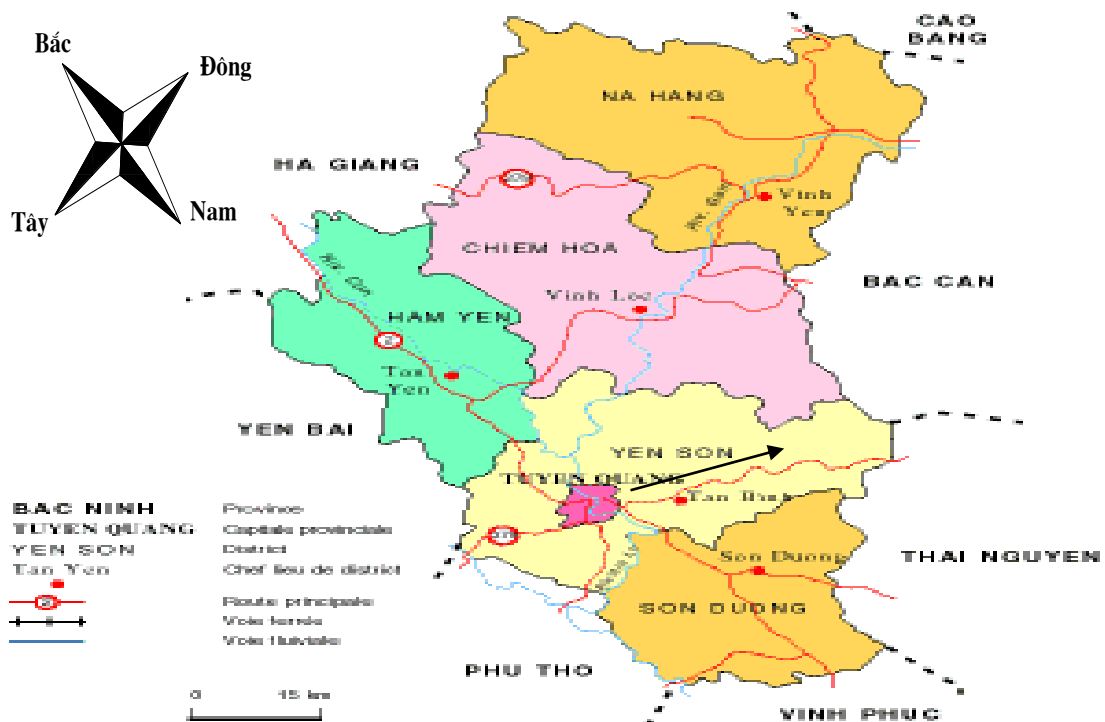 Bắc
Đông
Tây
Nam
CAO
BANG
NA HANG
HA GIANG
Vinh
Yen
CHIEM HOA
BAC CAN
Vinh Loc
HAM YEN
2
Tan
Yen
YEN BAI
YEN SON
TUYEN QUANG
Tan Binh
THAI NGUYEN
Son Duong
SON DUONG
PHU THO
VINH PHUC
BAC NINH Province
TUYEN QUANG Capitale provinciale
YEN SON District
Tan Yen Chef lieu de district
2 Route principale
Voie ferrée
Voie fluviale
0 15 km